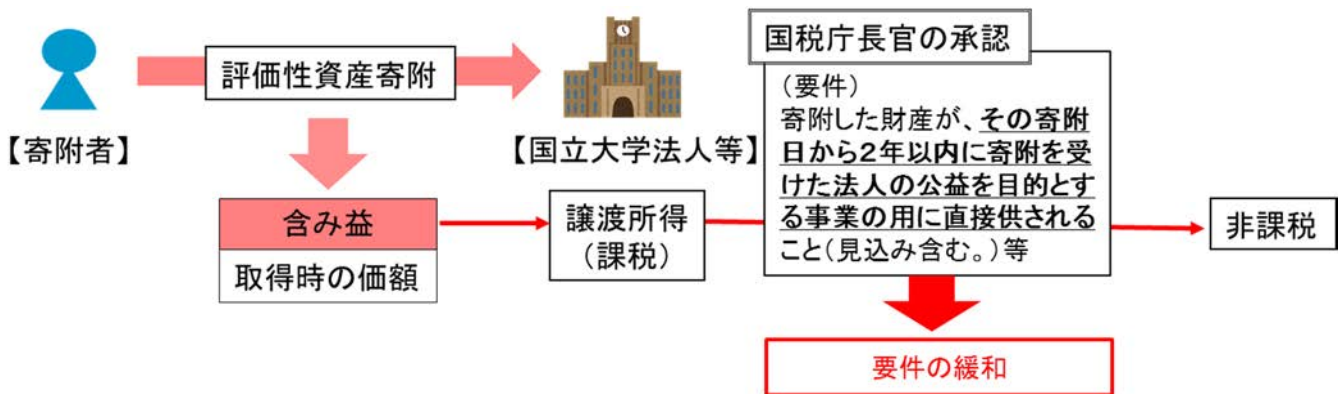 評価性資産寄附
【寄附者】
【国立大学法人等】
国税庁長官の承認
(要件)
寄附した財産が、その寄附
日から2年以内に寄附を受
けた法人の公益を目的とす
る事業の用に直接供される
こと(見込み含む。)等
含み益
取得時の価額
譲渡所得
(課税)
非課税
要件の緩和